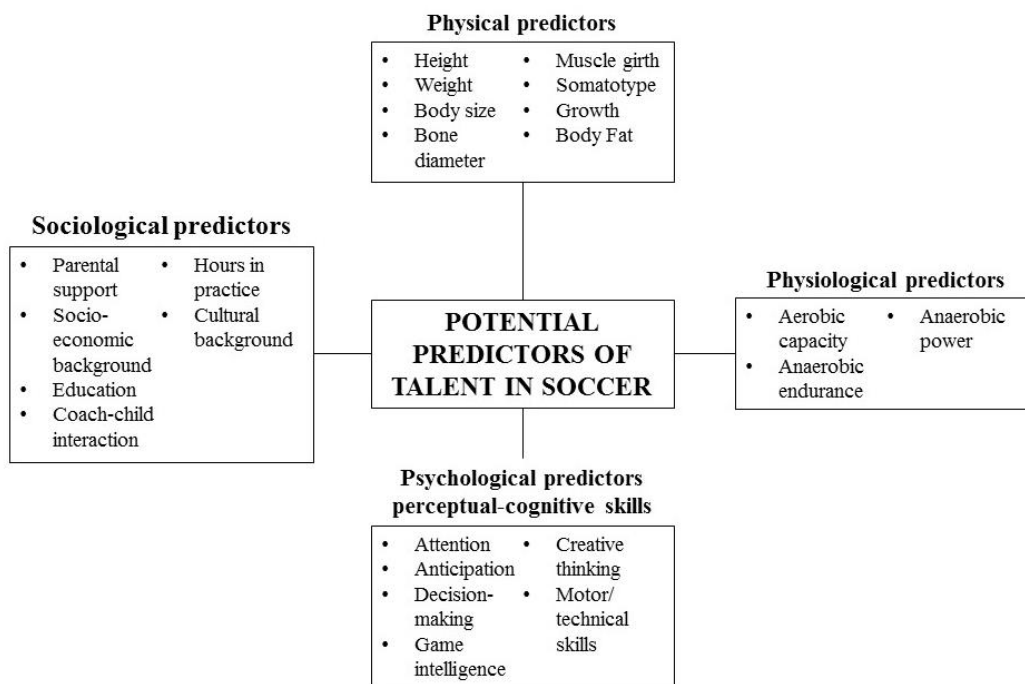 Physical predictors
• Height
• Weight
• Body size
• Bone
diameter
• Muscle girth
• Somatotype
• Growth
• Body Fat
Sociological predictors
• Parental
support
• Socio-
economic
background
• Education
• Coach-child
interaction
• Hours in
practice
• Cultural
background
POTENTIAL
PREDICTORS OF
TALENT IN SOCCER
Physiological predictors
• Aerobic
capacity
• Anaerobic
endurance
• Anaerobic
power
Psychological predictors
perceptual-cognitive skills
• Attention
• Anticipation
• Decision-
making
• Game
intelligence
• Creative
thinking
• Motor/
technical
skills